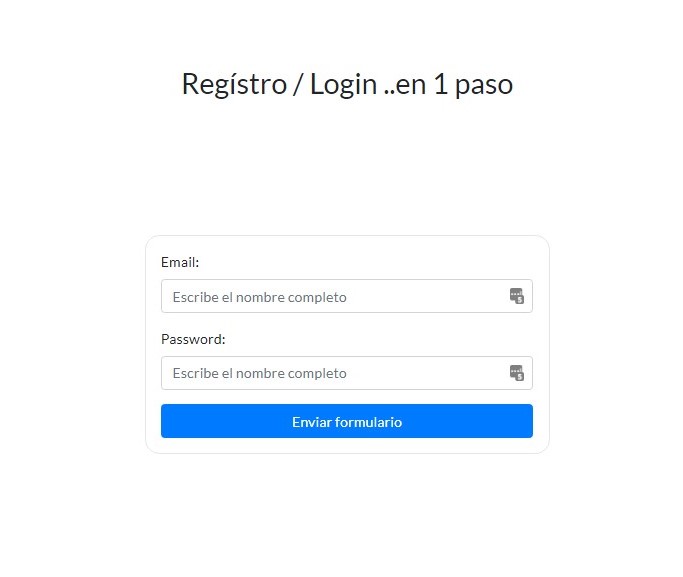 Regístro / Login ..en 1 paso
Email:
Escribe el nombre completo
Password:
Escribe el nombre completo
Enviar formulario